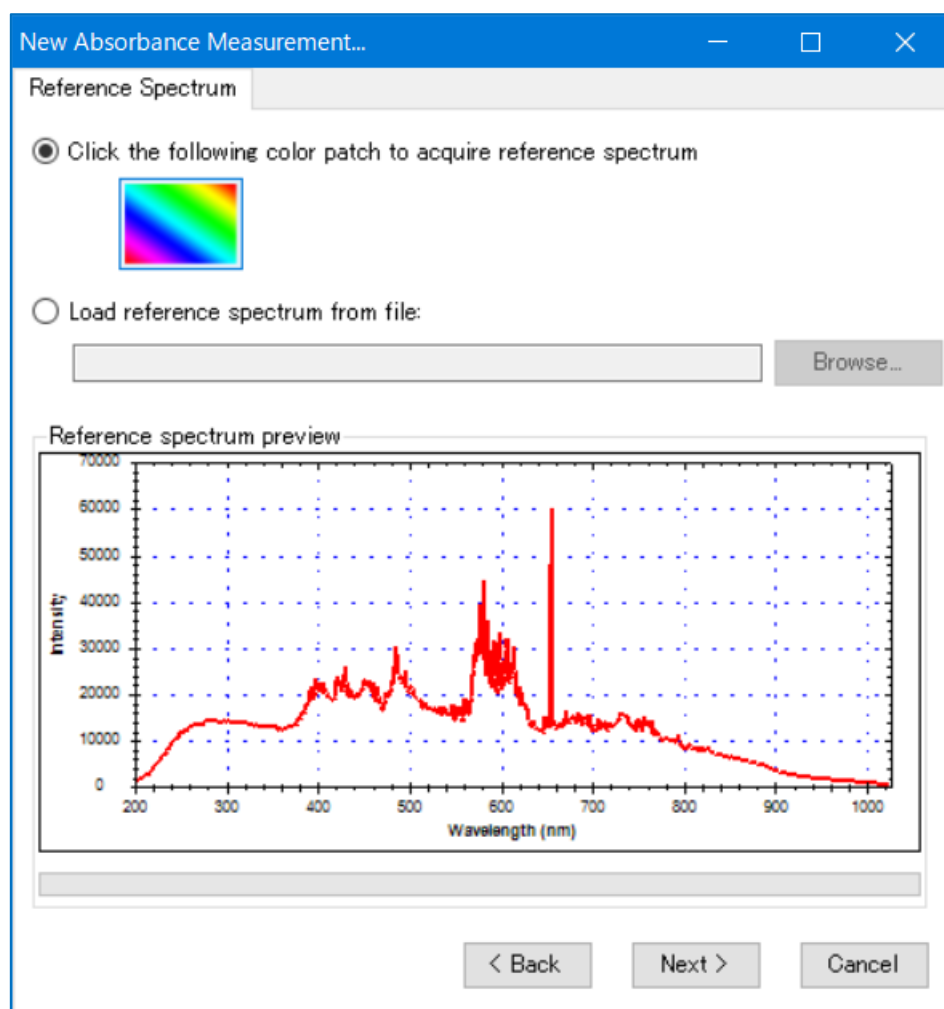 New Absorbance Measurement...
Reference Spectrum
Click the following color patch to acquire reference spectrum
Load reference spectrum from file:
Browse...
Reference spectrum preview
70000
60000
50000
40000
30000
20000
10000
0
Intensity
200 300 400 500 600 700 800 900 1000
Wavelength (nm)
< Back Next > Cancel